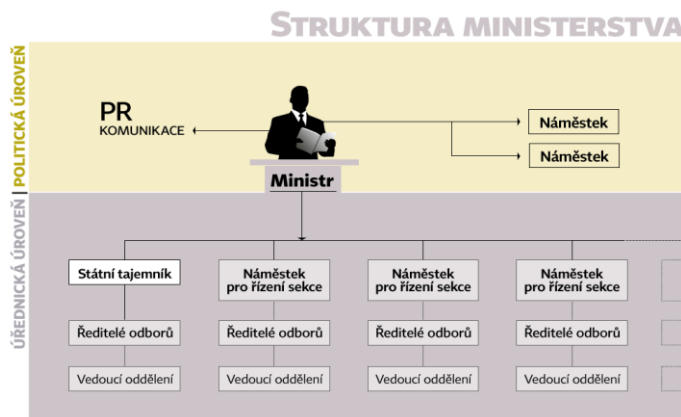 STRUKTURA MINISTERSTVA
POLITICKÁ ÚROVEŇ
ÚŘEDNICKÁ ÚROVEŇ |
PR
KOMUNIKACE
Náměstek
Náměstek
Ministr
Státní tajemník
Náměstek
pro řízení sekce
Náměstek
pro řízení sekce
Náměstek
pro řízení sekce
Ředitelé odborů
Ředitelé odborů
Ředitelé odborů
Ředitelé odborů
Vedoucí oddělení
Vedoucí oddělení
Vedoucí oddělení
Vedoucí oddělení